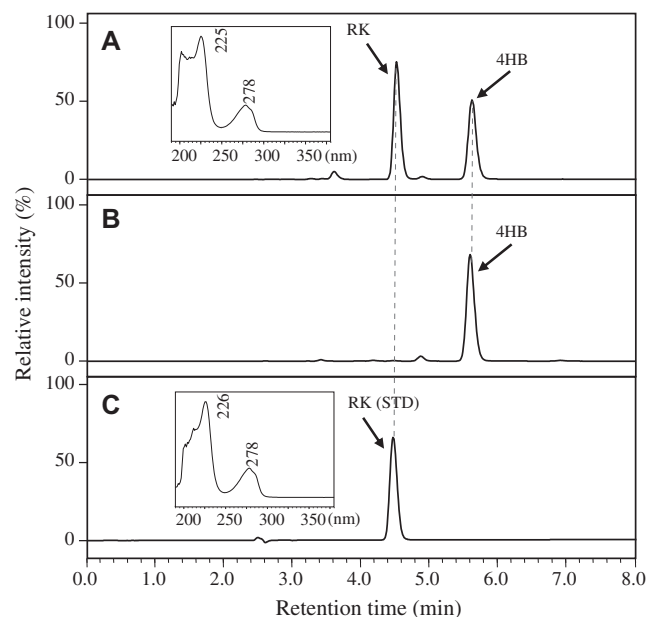 100
A
RK
4HB
225
278
50
200 250 300 350 (nm)
0
100
B
4HB
50
0
100
C
RK (STD)
226
278
50
200 250 300 350 (nm)
0
0.0 1.0 2.0 3.0 4.0 5.0 6.0 7.0 8.0
Retention time (min)
Relative intensity (%)